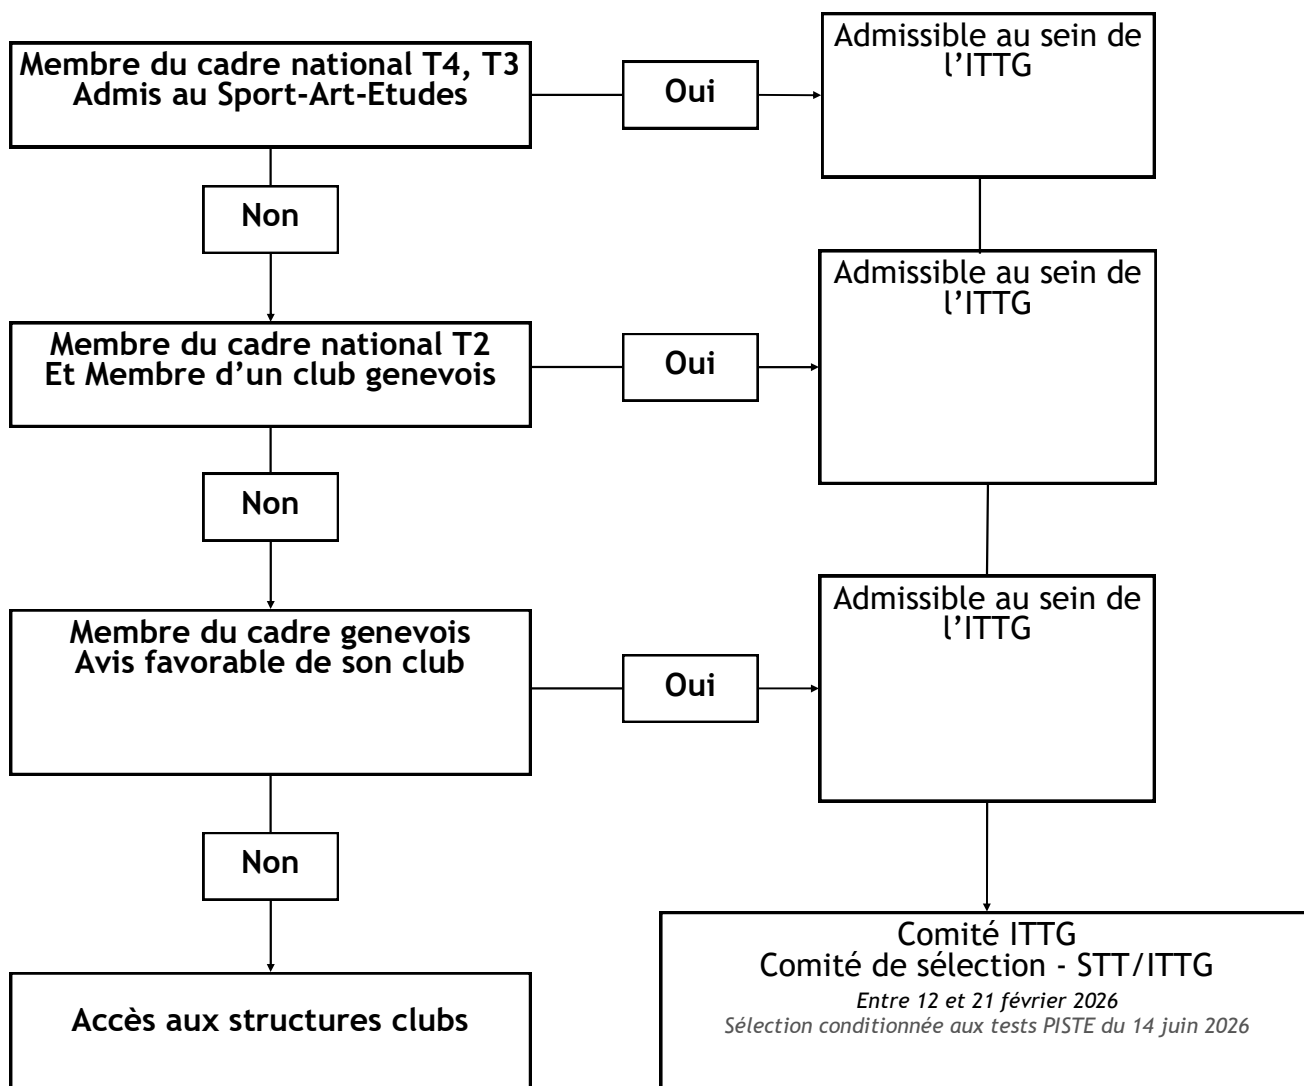 Membre du cadre national T4, T3
Admis au Sport-Art-Etudes
Oui
Admissible au sein de
l’ITTG
Non
Membre du cadre national T2
Et Membre d’un club genevois
Oui
Admissible au sein de
l’ITTG
Non
Membre du cadre genevois
Avis favorable de son club
Oui
Admissible au sein de
l’ITTG
Non
Accès aux structures clubs
Comité ITTG
Comité de sélection - STT/ITTG
Entre 12 et 21 février 2026
Sélection conditionnée aux tests PISTE du 14 juin 2026